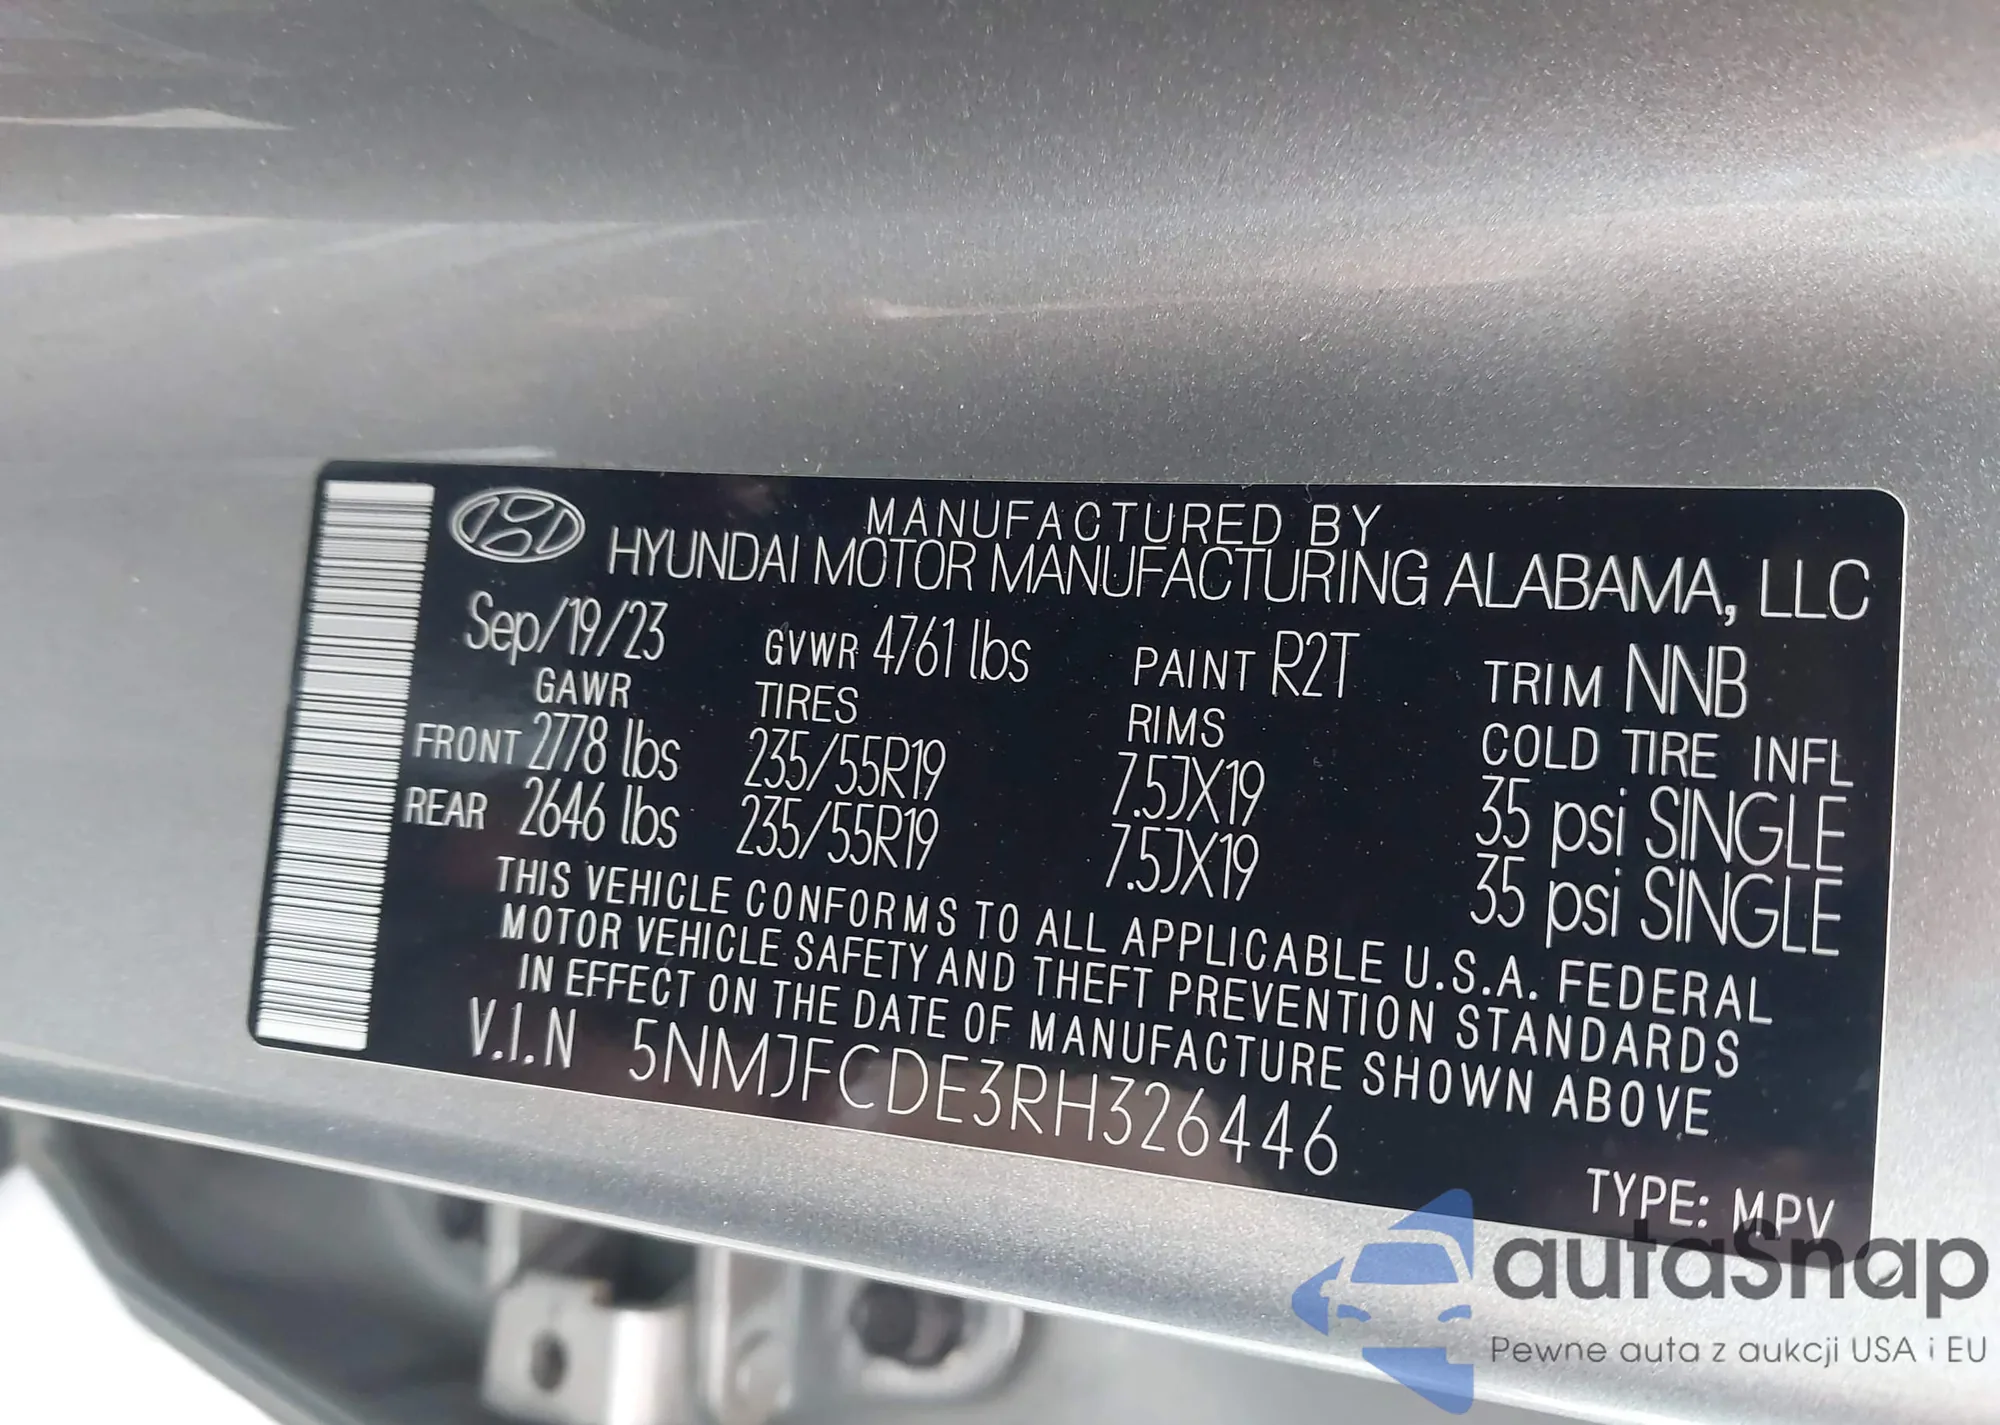 MANUFACTURED BY
HYUNDAI MOTOR MANUFACTURING ALABAMA, LLC
Sep/19/23 GVWR 4761 lbs PAINT R2T TRIM NNB
GAWR TIRES RIMS COLD TIRE INFL
FRONT 2778 lbs 235/55R19 7.5JX19 35 psi SINGLE
REAR 2646 lbs 235/55R19 7.5JX19 35 psi SINGLE
THIS VEHICLE CONFORMS TO ALL APPLICABLE U.S.A. FEDERAL
MOTOR VEHICLE SAFETY AND THEFT PREVENTION STANDARDS
IN EFFECT ON THE DATE OF MANUFACTURE SHOWN ABOVE
V.I.N 5NMJFCDE3RH326446
TYPE: MPV
autaSnap
Pewne auta z aukcji USA i EU